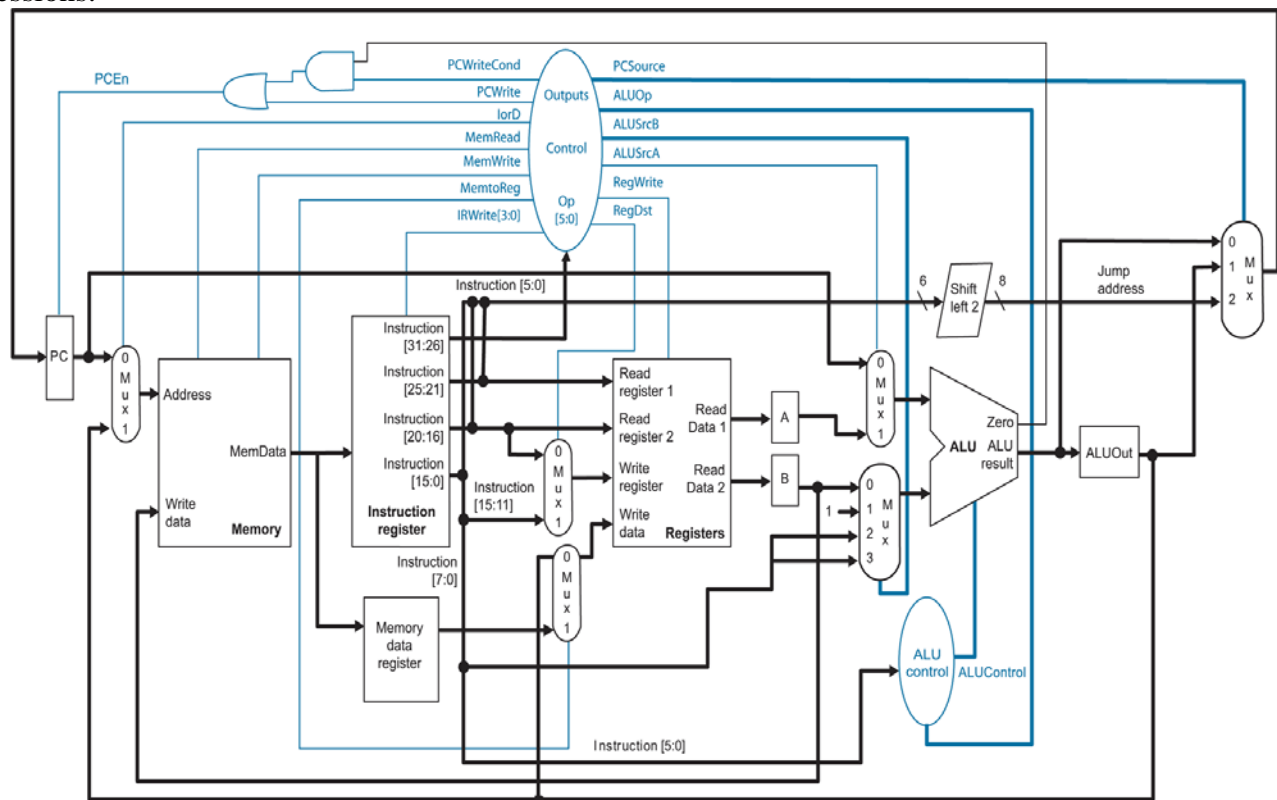 essions.
PCEn
PCWriteCond
PCWrite
IorD
MemRead
MemWrite
MemtoReg
IRWrite[3:0]
Outputs
Control
Op
[5:0]
PCSource
ALUOp
ALUSrcB
ALUSrcA
RegWrite
RegDst
PC
0
M
u
x
1
Address
MemData
Write
data
Memory
Instruction [5:0]
Instruction
[31:26]
Instruction
[25:21]
Instruction
[20:16]
Instruction
[15:0]
Instruction
register
Instruction
[15:11]
Instruction
[7:0]
Memory
data
register
0
M
u
x
1
0
M
u
x
1
Read
register 1
Read
register 2
Write
register
Write
data
Read
Data 1
Read
Data 2
Registers
A
B
6
Shift
left 2
8
Jump
address
0
M
u
x
1
0
1
1
2
3
M
u
x
Zero
ALU
ALU
result
ALUOut
0
1
2
M
u
x
ALU
control
ALUControl
Instruction [5:0]